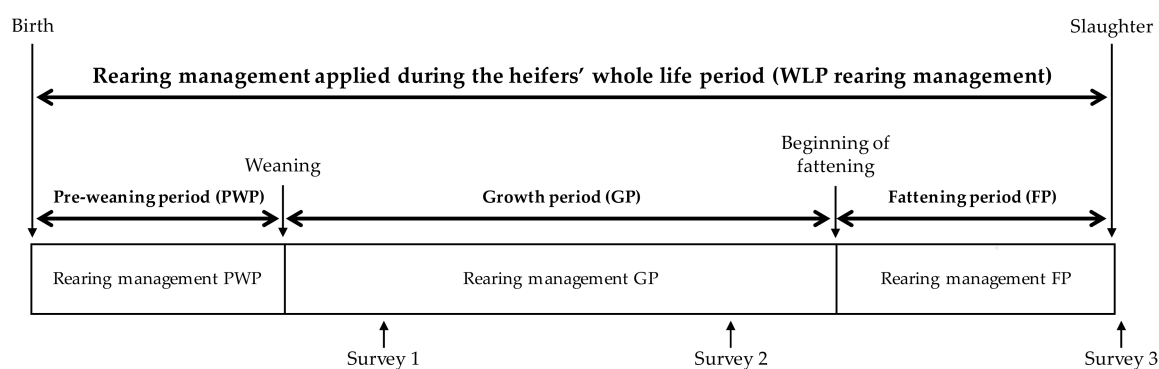 Birth
Slaughter
Rearing management applied during the heifers’ whole life period (WLP rearing management)
Beginning of
fattening
Weaning
Pre-weaning period (PWP)
Growth period (GP)
Fattening period (FP)
Rearing management PWP
Rearing management GP
Rearing management FP
Survey 1
Survey 2
Survey 3